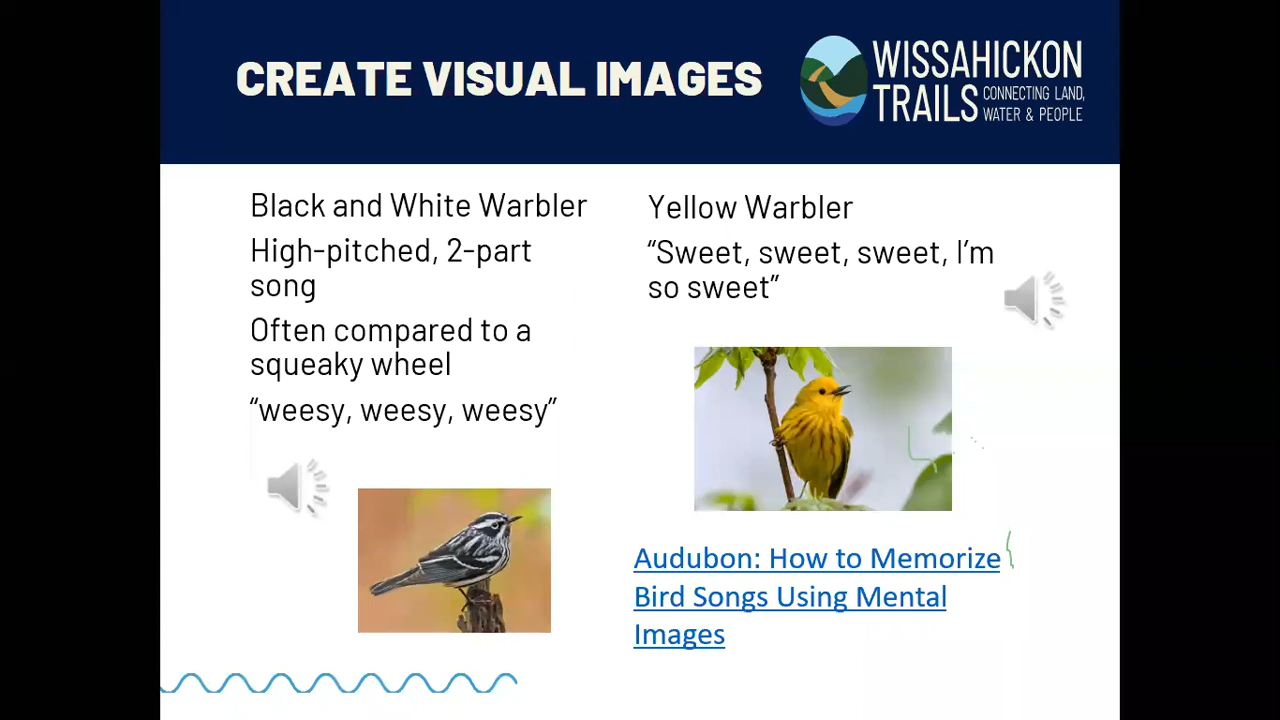 CREATE VISUAL IMAGES
WISSAHICKON
TRAILS CONNECTING LAND,
WATER & PEOPLE
Black and White Warbler
High-pitched, 2-part
song
Often compared to a
squeaky wheel
“weesy, weesy, weesy”
Yellow Warbler
“Sweet, sweet, sweet, I’m
so sweet”
Audubon: How to Memorize
Bird Songs Using Mental
Images